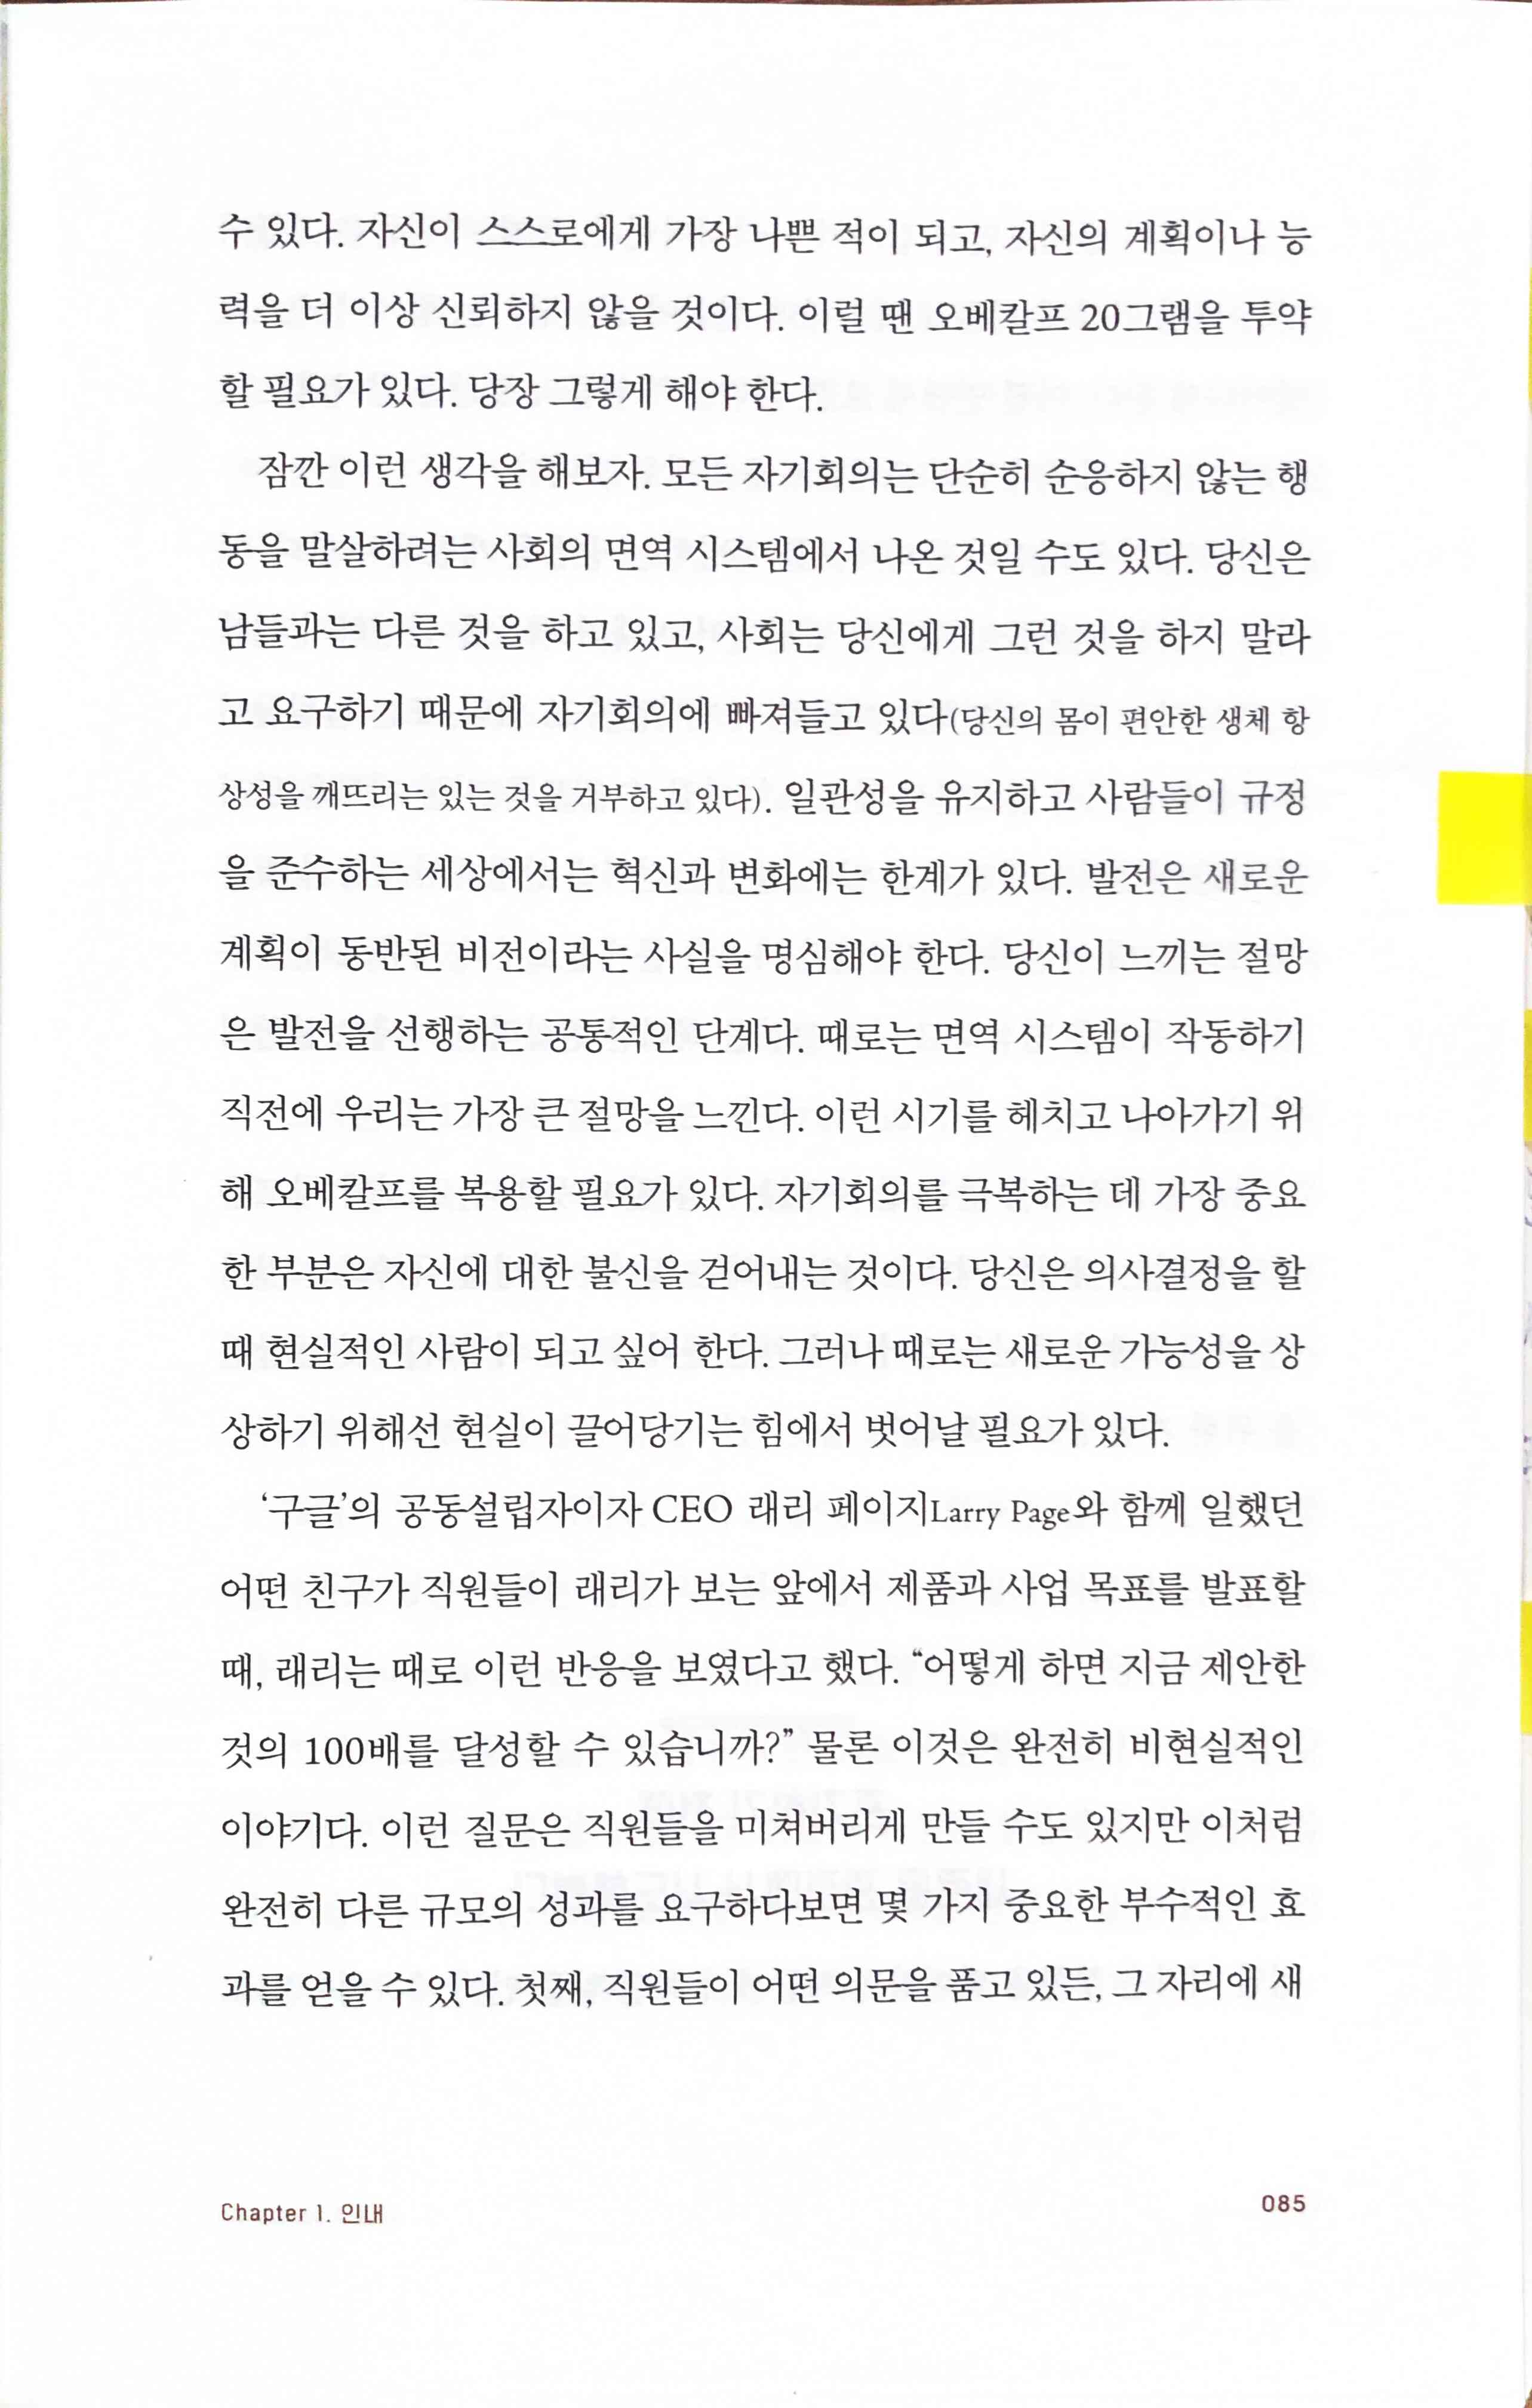 수 있다. 자신이 스스로에게 가장 나쁜 적이 되고, 자신의 계획이나 능
력을 더 이상 신뢰하지 않을 것이다. 이럴 땐 오베칼프 20그램을 투약
할 필요가 있다. 당장 그렇게 해야 한다.
잠깐 이런 생각을 해보자. 모든 자기회의는 단순히 순응하지 않는 행
동을 말살하려는 사회의 면역 시스템에서 나온 것일 수도 있다. 당신은
남들과는 다른 것을 하고 있고, 사회는 당신에게 그런 것을 하지 말라
고 요구하기 때문에 자기회의에 빠져들고 있다(당신의 몸이 편안한 생체 항
상성을 깨뜨리는 있는 것을 거부하고 있다). 일관성을 유지하고 사람들이 규정
을 준수하는 세상에서는 혁신과 변화에는 한계가 있다. 발전은 새로운
계획이 동반된 비전이라는 사실을 명심해야 한다. 당신이 느끼는 절망
은 발전을 선행하는 공통적인 단계다. 때로는 면역 시스템이 작동하기
직전에 우리는 가장 큰 절망을 느낀다. 이런 시기를 헤치고 나아가기 위
해 오베칼프를 복용할 필요가 있다. 자기회의를 극복하는 데 가장 중요
한 부분은 자신에 대한 불신을 걷어내는 것이다. 당신은 의사결정을 할
때 현실적인 사람이 되고 싶어 한다. 그러나 때로는 새로운 가능성을 상
상하기 위해선 현실이 끌어당기는 힘에서 벗어날 필요가 있다.
‘구글’의 공동설립자이자 CEO 래리 페이지Larry Page와 함께 일했던
어떤 친구가 직원들이 래리가 보는 앞에서 제품과 사업 목표를 발표할
때, 래리는 때로 이런 반응을 보였다고 했다. “어떻게 하면 지금 제안한
것의 100배를 달성할 수 있습니까?” 물론 이것은 완전히 비현실적인
이야기다. 이런 질문은 직원들을 미쳐버리게 만들 수도 있지만 이처럼
완전히 다른 규모의 성과를 요구하다보면 몇 가지 중요한 부수적인 효
과를 얻을 수 있다. 첫째, 직원들이 어떤 의문을 품고 있든, 그 자리에 새
Chapter 1. 인내
085